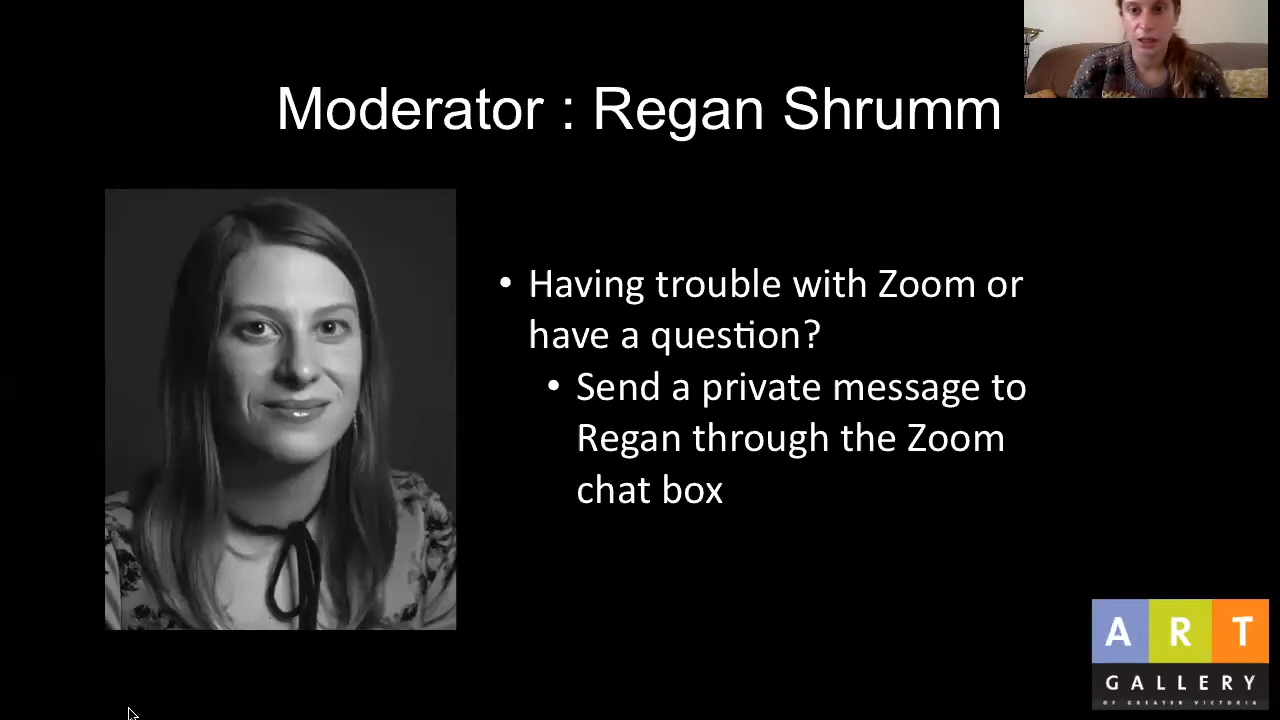 Moderator : Regan Shrumm
• Having trouble with Zoom or
have a question?
• Send a private message to
Regan through the Zoom
chat box
ART
GALLERY
OF GREATER VICTORIA